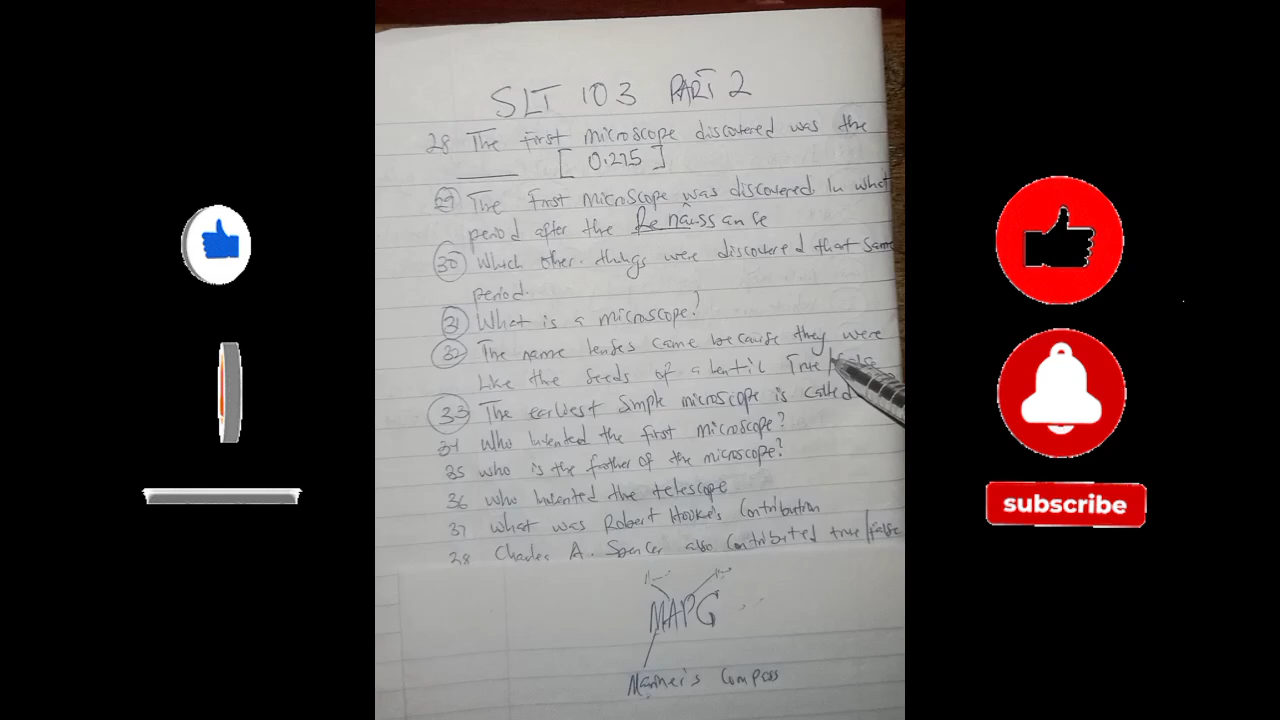 SLT 103 PART 2
28 The first microscope discovered was the
[ 0.275 ]
29 The first microscope was discovered in what
period after the Renaissance
30 Which other things were discovered that same
period.
31 What is a microscope?
32 The name lenses came because they were
like the seeds of a lentil True/false
33 The earliest simple microscope is called
34 Who invented the first microscope?
35 who is the father of the microscope?
36 who invented the telescope
37 what was Robert Hooke's contribution
38 Charles A. Spencer also contributed true/false
MAPG
Mariner's Compass
subscribe